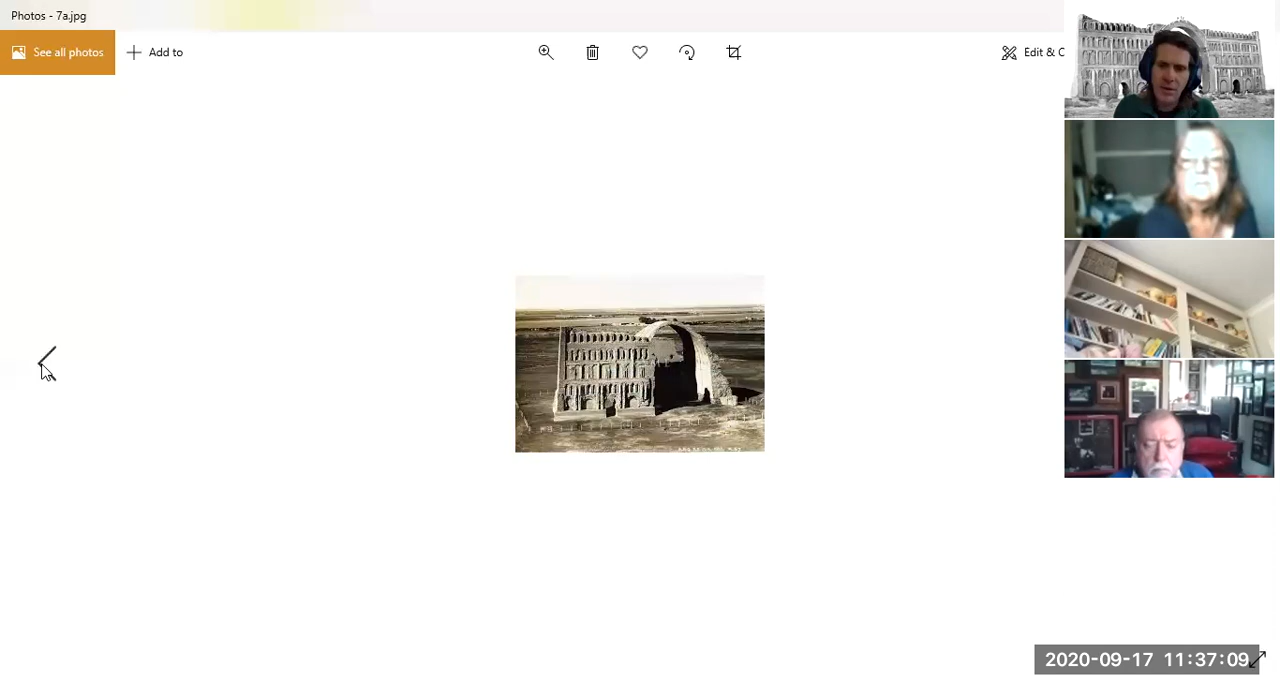 Photos - 7a.jpg
See all photos
Add to
Edit & C
2020-09-17 11:37:09